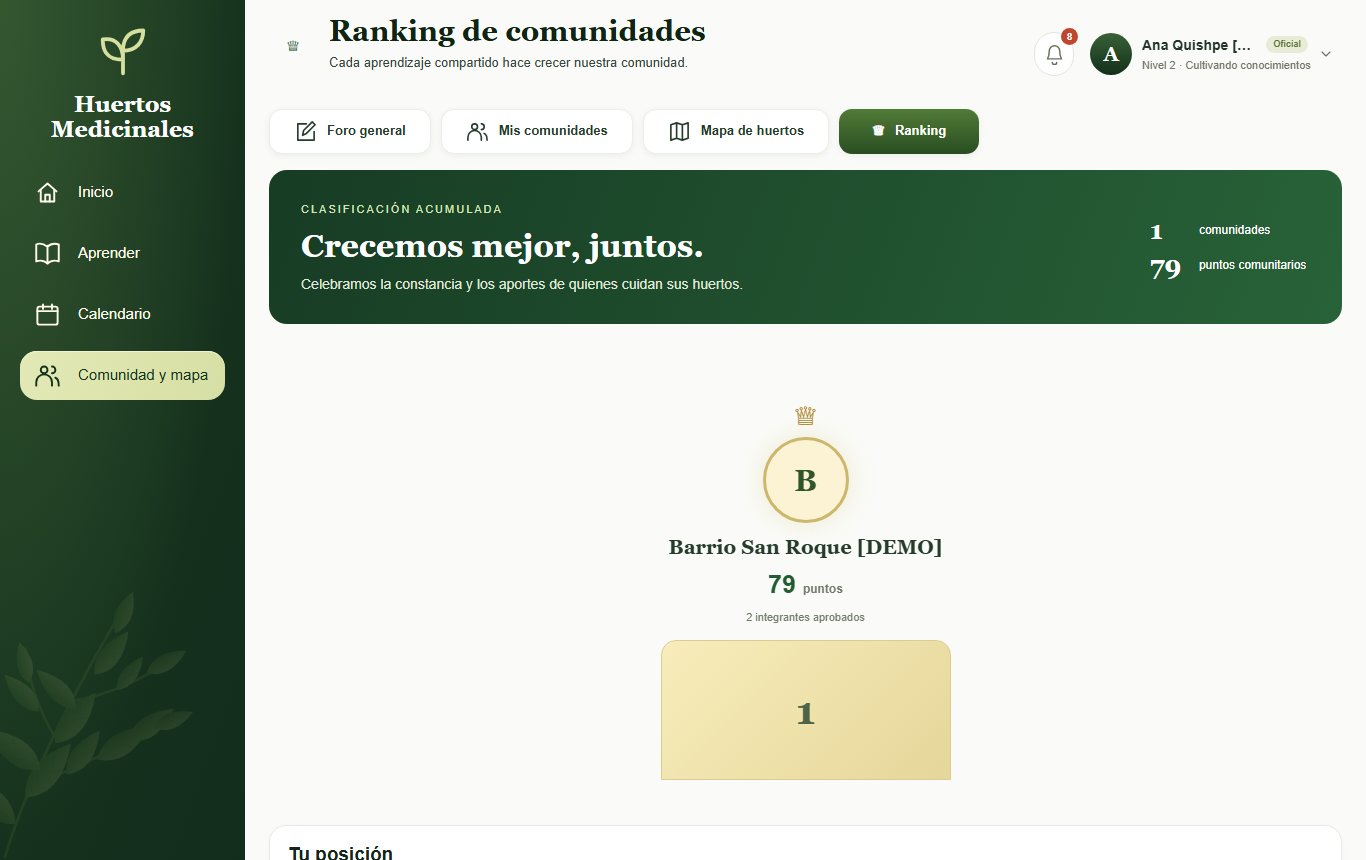 Huertos
Medicinales
Inicio
Aprender
Calendario
Comunidad y mapa
Ranking de comunidades
Cada aprendizaje compartido hace crecer nuestra comunidad.
8
A
Ana Quishpe [...
Oficial
Nivel 2 · Cultivando conocimientos
Foro general
Mis comunidades
Mapa de huertos
Ranking
CLASIFICACIÓN ACUMULADA
Crecemos mejor, juntos.
Celebramos la constancia y los aportes de quienes cuidan sus huertos.
1 comunidades
79 puntos comunitarios
B
Barrio San Roque [DEMO]
79 puntos
2 integrantes aprobados
1
Tu posición